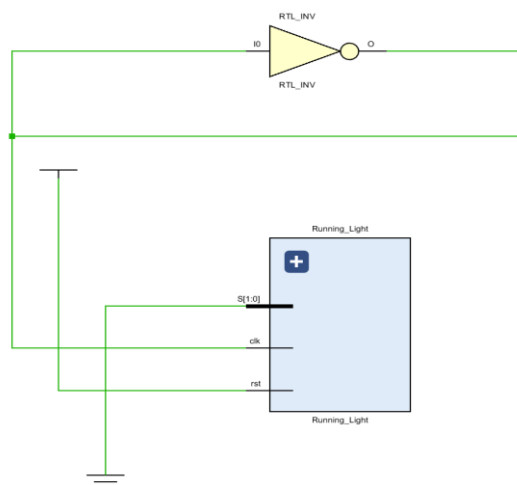 RTL_INV
I0
O
RTL_INV
Running_Light
S[1:0]
clk
rst
Running_Light